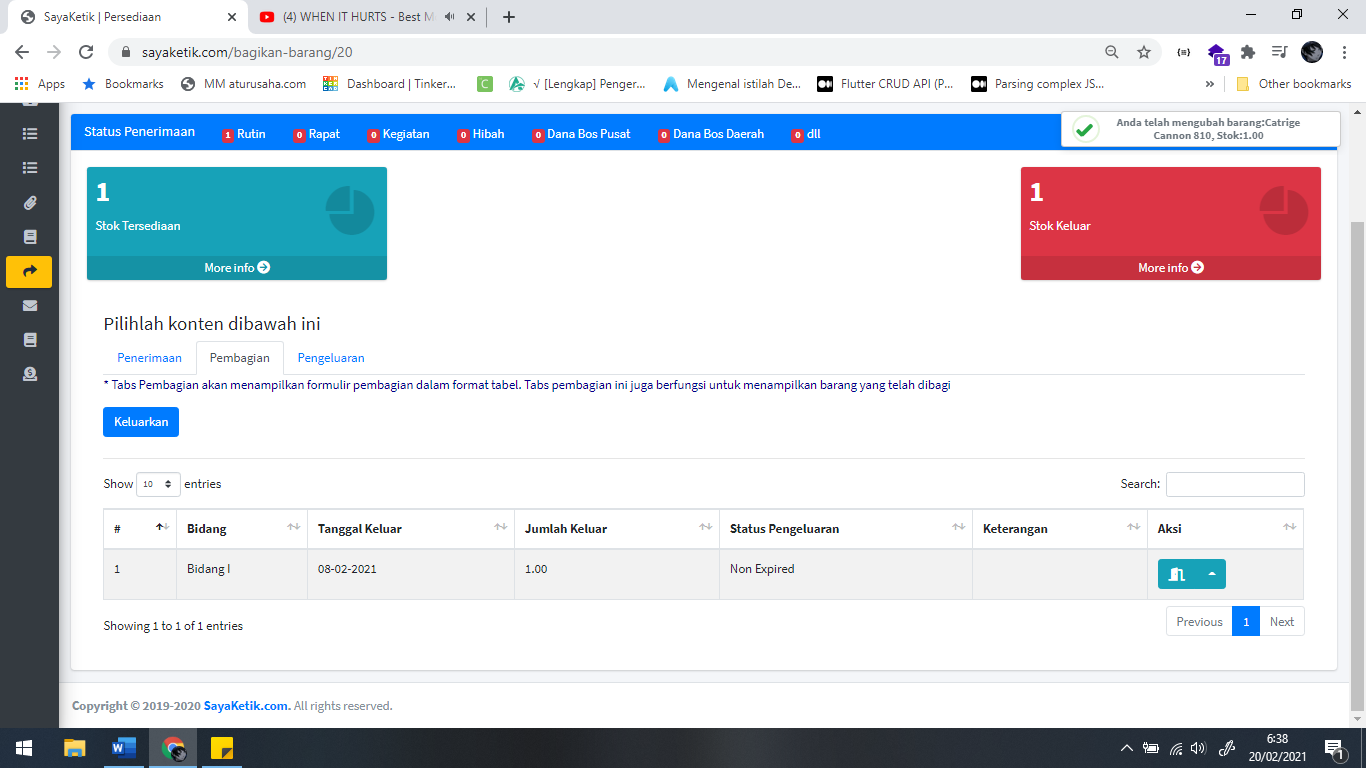 SayaKetik | Persediaan
(4) WHEN IT HURTS - Best M
sayaketik.com/bagikan-barang/20
17
Apps
Bookmarks
MM aturusaha.com
Dashboard | Tinker...
C
√ [Lengkap] Penger...
Mengenal istilah De...
Flutter CRUD API (P...
Parsing complex JS...
»
Other bookmarks
Status Penerimaan
1 Rutin
0 Rapat
0 Kegiatan
0 Hibah
0 Dana Bos Pusat
0 Dana Bos Daerah
0 dll
Anda telah mengubah barang:Catrige
Cannon 810, Stok:1.00
1
Stok Tersediaan
More info
1
Stok Keluar
More info
Pilihlah konten dibawah ini
Penerimaan
Pembagian
Pengeluaran
* Tabs Pembagian akan menampilkan formulir pembagian dalam format tabel. Tabs pembagian ini juga berfungsi untuk menampilkan barang yang telah dibagi
Keluarkan
Show 10 entries
Search:
# Bidang Tanggal Keluar Jumlah Keluar Status Pengeluaran Keterangan Aksi
1 Bidang I 08-02-2021 1.00 Non Expired
Showing 1 to 1 of 1 entries
Previous 1 Next
Copyright © 2019-2020 SayaKetik.com. All rights reserved.
6:38
20/02/2021
1